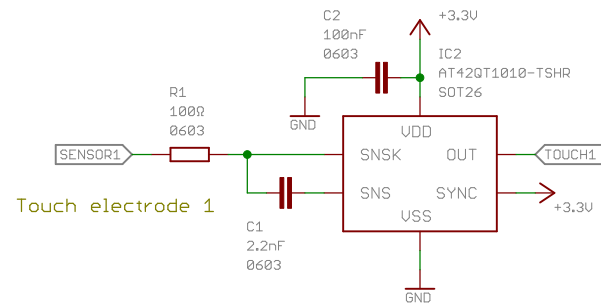 C2
100nF
0603
+3.3V
IC2
AT42QT1010-TSHR
SOT26
GND
R1
100Ω
0603
VDD
SENSOR1
SNSK
OUT
TOUCH1
SNS
SYNC
+3.3V
Touch electrode 1
C1
2.2nF
0603
VSS
GND